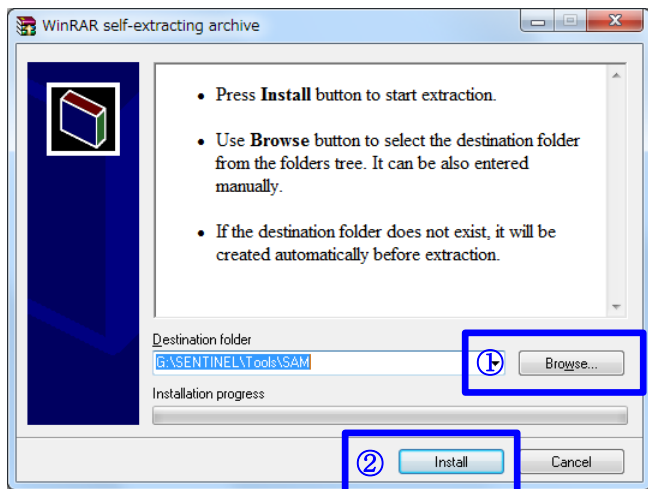 WinRAR self-extracting archive
• Press Install button to start extraction.
• Use Browse button to select the destination folder
from the folders tree. It can be also entered
manually.
• If the destination folder does not exist, it will be
created automatically before extraction.
Destination folder
G:\SENTINEL\Tools\SAM
① Browse...
Installation progress
② Install
Cancel